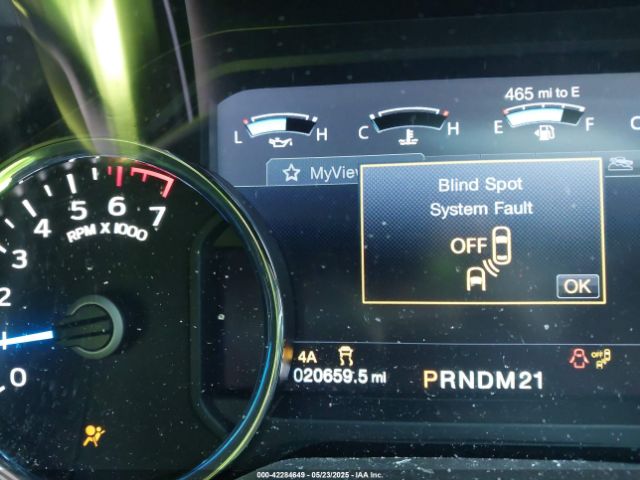 465 mi to E
L H C H E F
MyView
Blind Spot
System Fault
OFF
OK
0 2 3 4 5 6 7
RPM X 1000
4A
OFF
020659.5 mi
PRNDM21
000-42284649 - 05/23/2025 - IAA Inc.